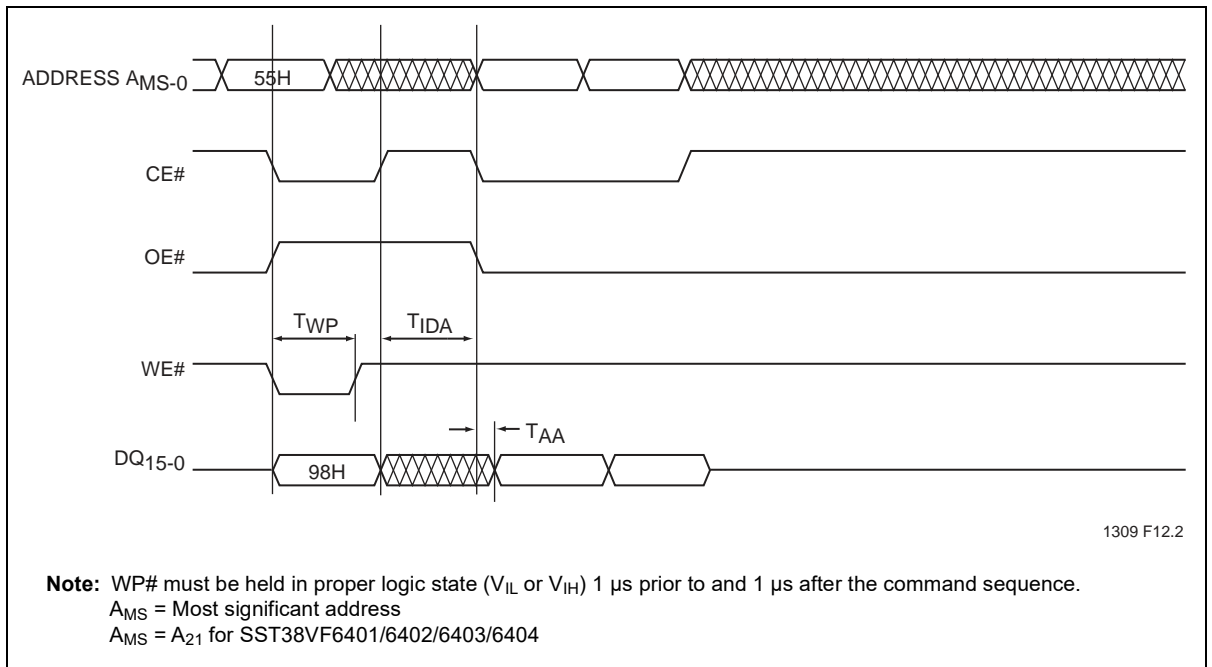 ADDRESS AMS-0
55H
CE#
OE#
TWP TIDA
WE#
TAA
DQ15-0
98H
1309 F12.2
Note: WP# must be held in proper logic state (VIL or VIH) 1 µs prior to and 1 µs after the command sequence.
AMS = Most significant address
AMS = A21 for SST38VF6401/6402/6403/6404